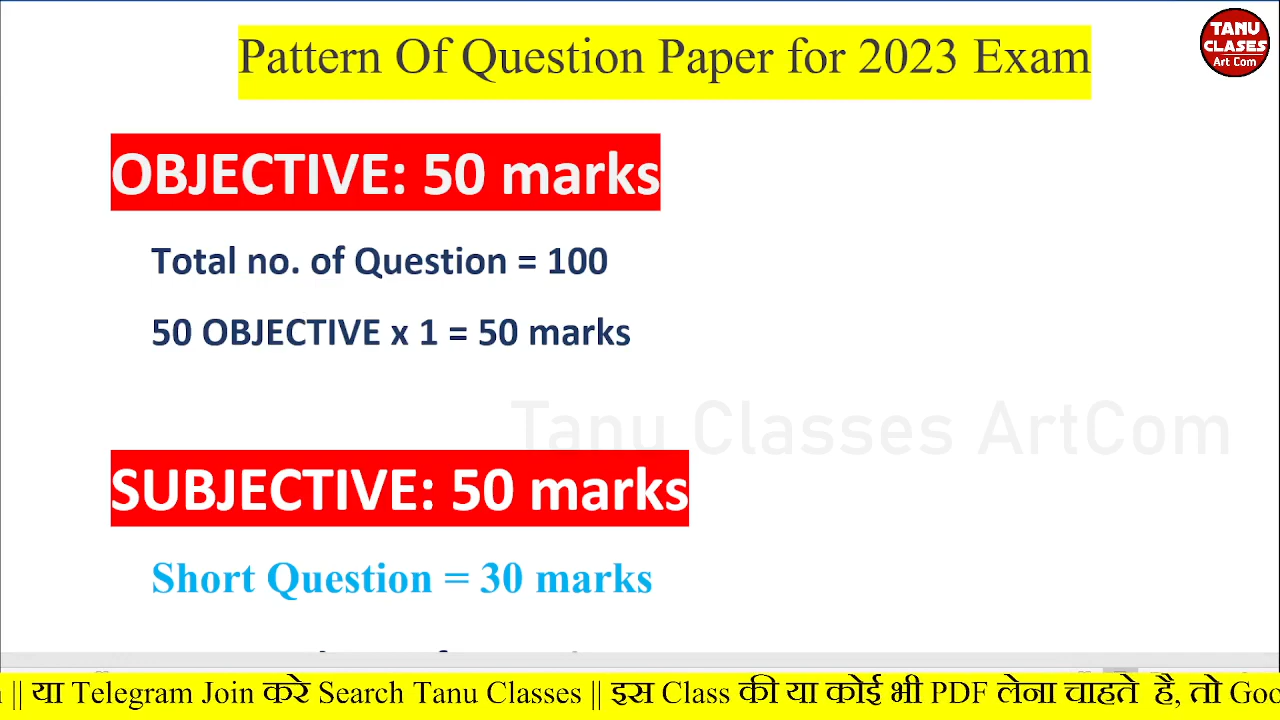 Pattern Of Question Paper for 2023 Exam
TANU
CLASES
Art Com
OBJECTIVE: 50 marks
Total no. of Question = 100
50 OBJECTIVE x 1 = 50 marks
Tanu Classes ArtCom
SUBJECTIVE: 50 marks
Short Question = 30 marks
|| या Telegram Join करे Search Tanu Classes || इस Class की या कोई भी PDF लेना चाहते है, तो Goo